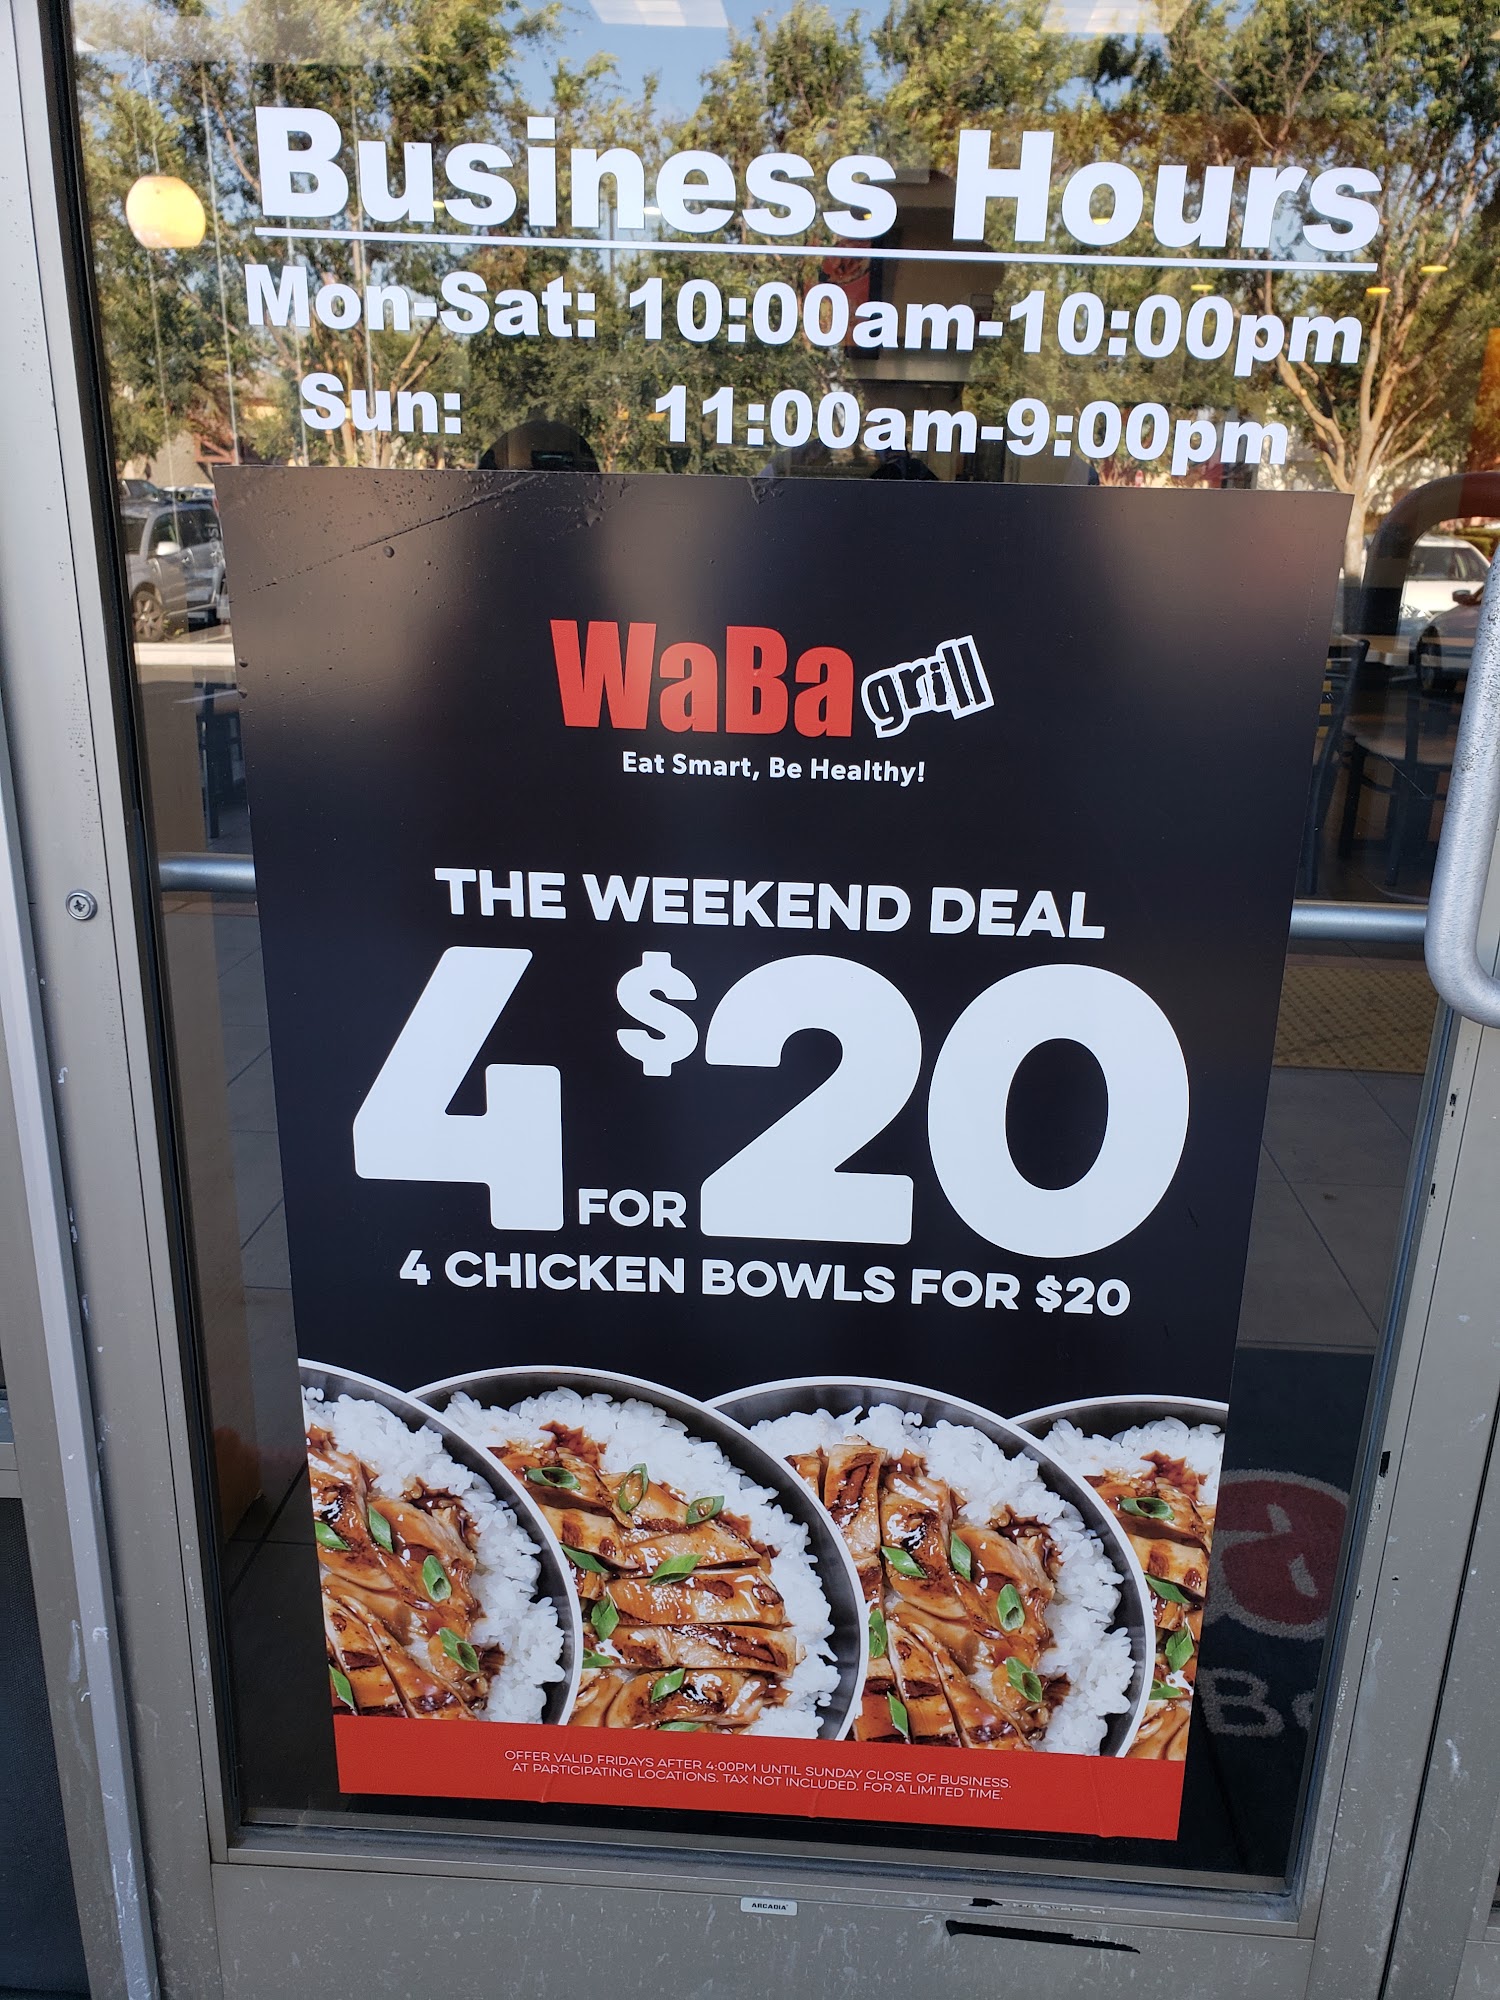 Business Hours
Mon-Sat: 10:00am-10:00pm
Sun: 11:00am-9:00pm
WaBa grill
Eat Smart, Be Healthy!
THE WEEKEND DEAL
4 FOR $20
4 CHICKEN BOWLS FOR $20
OFFER VALID FRIDAYS AFTER 4:00PM UNTIL SUNDAY CLOSE OF BUSINESS.
AT PARTICIPATING LOCATIONS. TAX NOT INCLUDED. FOR A LIMITED TIME.
ARCADIA